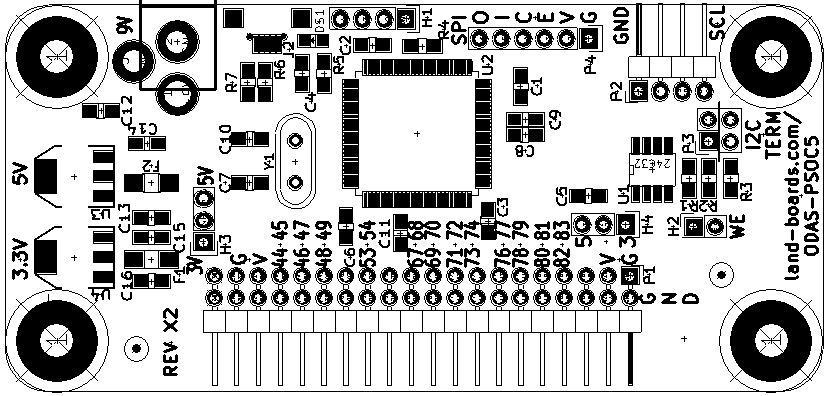 9V
DS1
H1
SPI
O
I
C
E
V
G
GND
SCL
J2
C2
R4
U2
P4
R7
R6
R5
C4
C1
P2
C12
C14
C10
C9
C8
P3
I2C
TERM
land-boards.com/
ODAS-PSOC5
5V
F2
C7
Y1
5V
24C32
C5
U1
R1
R2
R3
C13
C15
H3
3V
C6
C11
C3
5
3
H4
H2
WE
3.3V
C16
F1
G
V
44 45
46 47
48 49
53 54
67 68
69 70
71 72
73 74
76 77
78 79
80 81
82 83
V
G
P1
G
N
D
REV X2